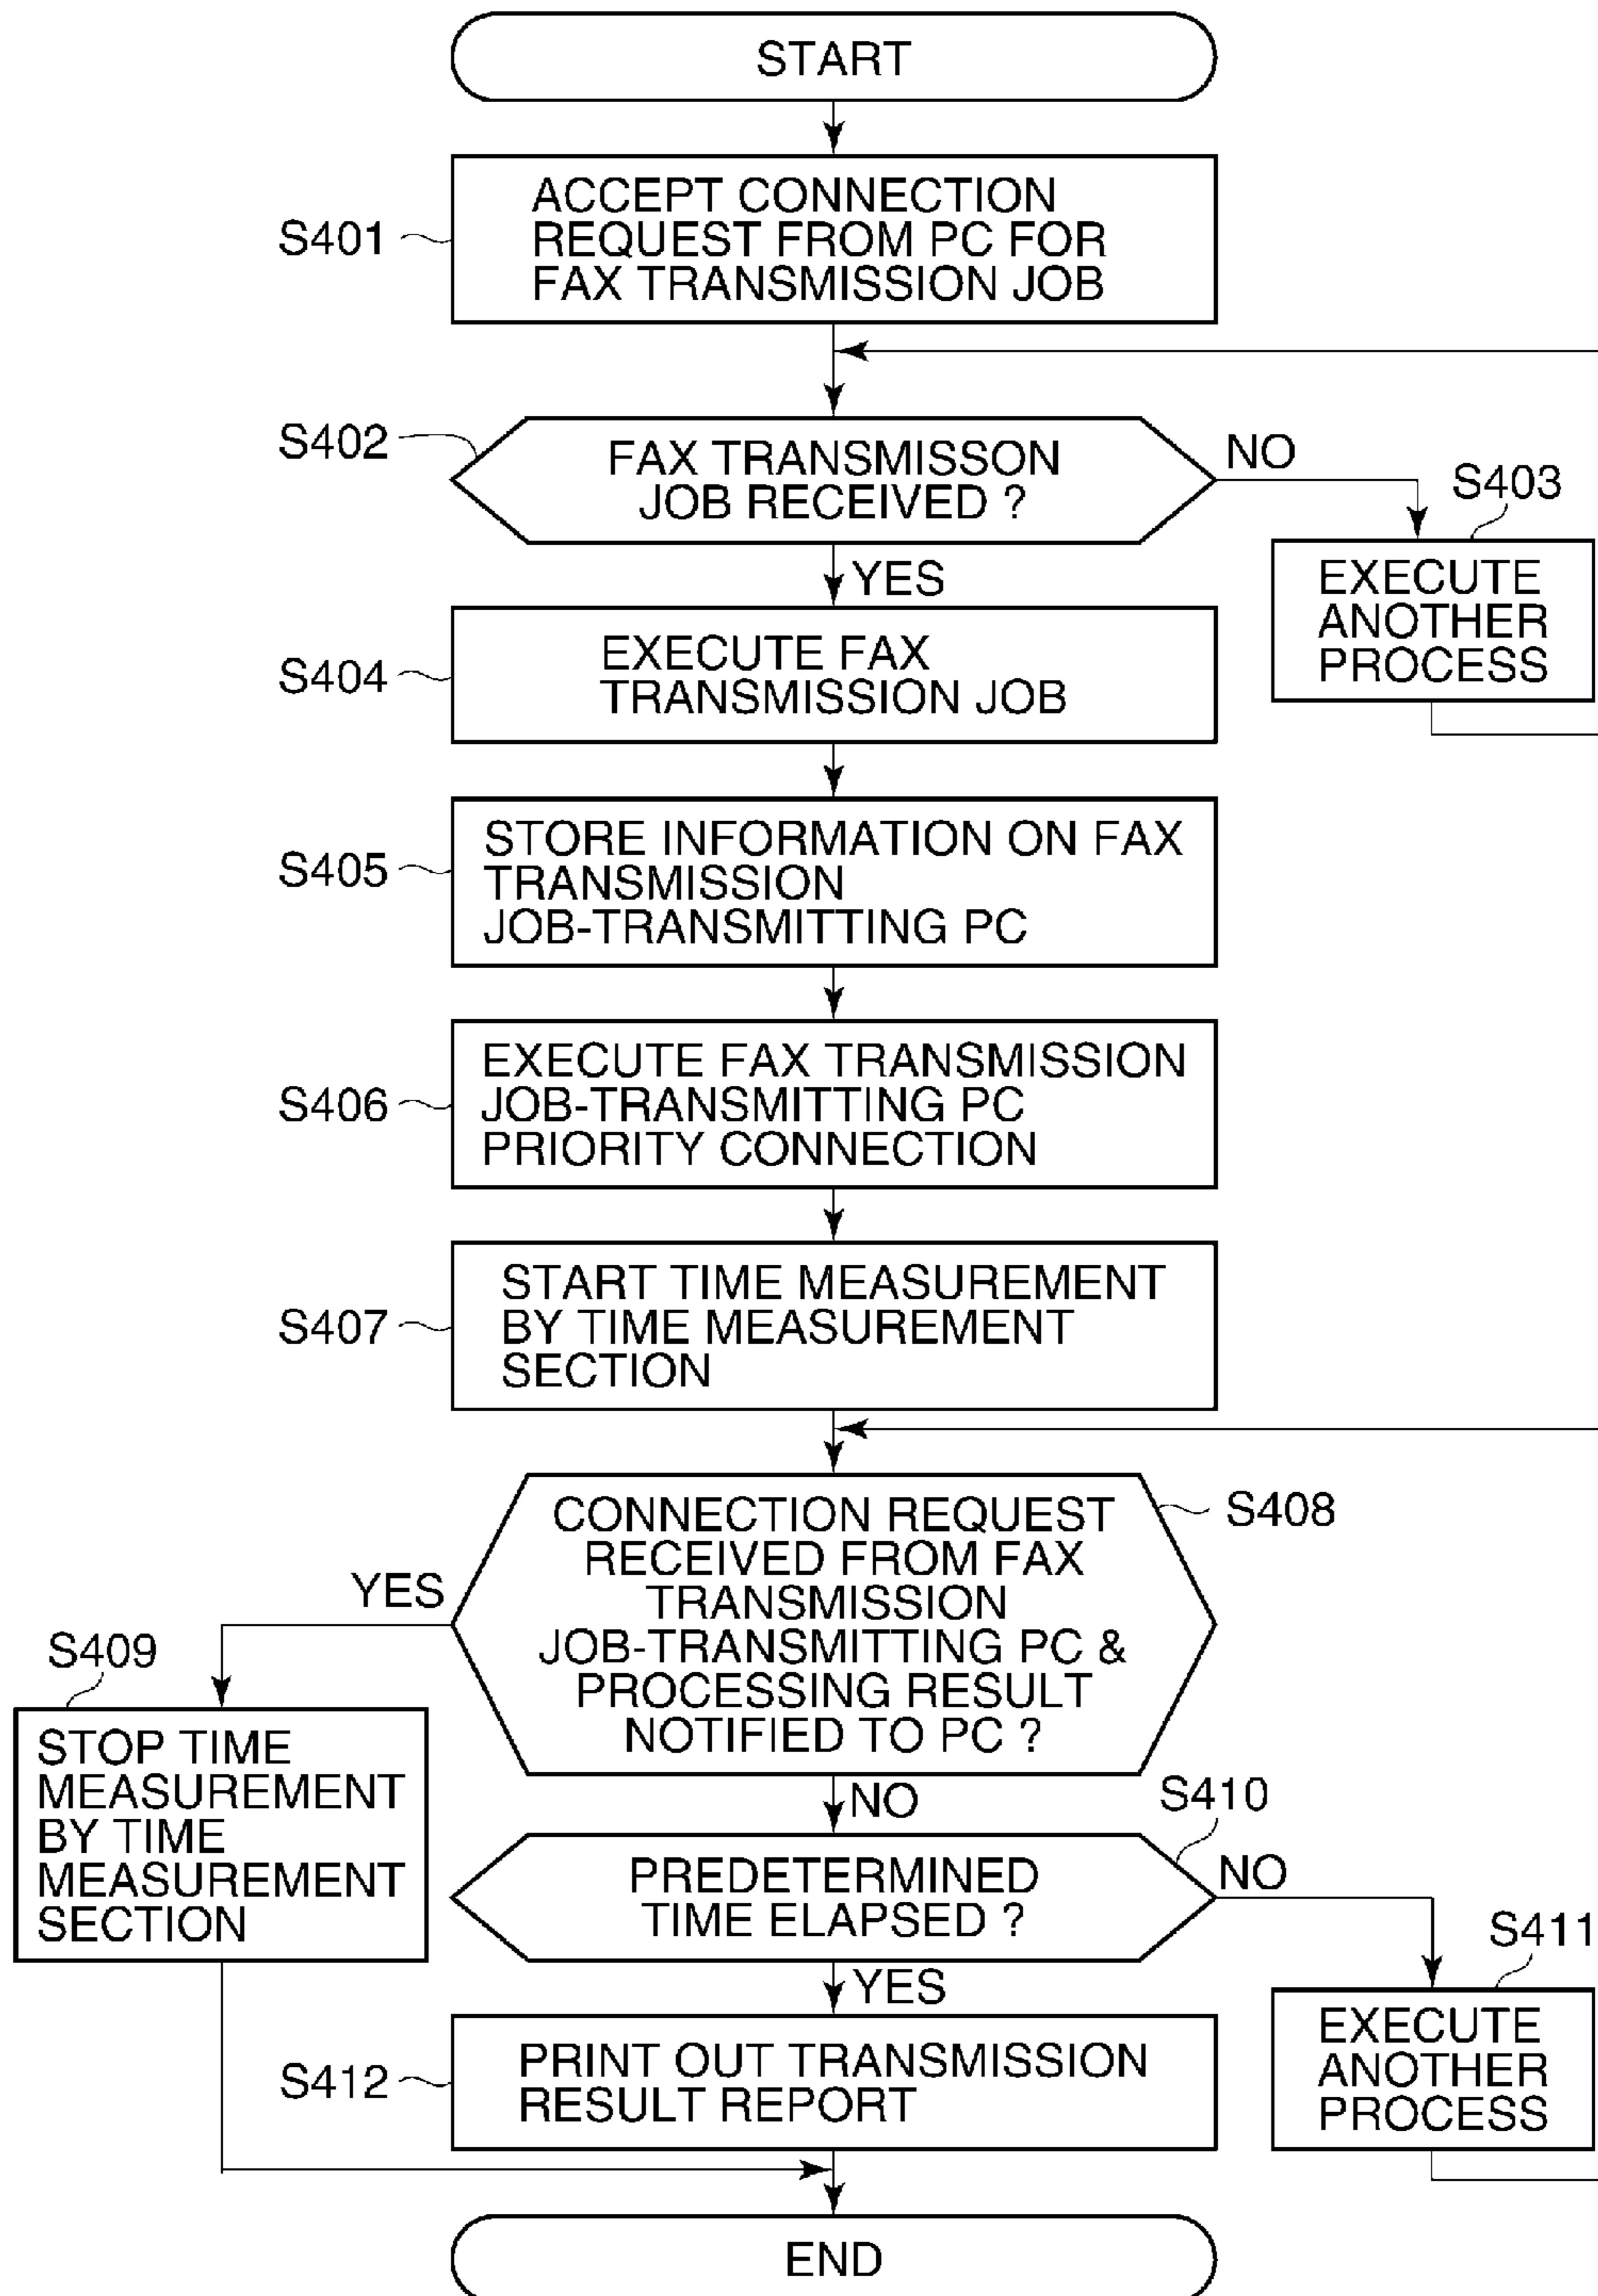 START
S401
ACCEPT CONNECTION
REQUEST FROM PC FOR
FAX TRANSMISSION JOB
S402
FAX TRANSMISSON
JOB RECEIVED ?
NO
S403
EXECUTE
ANOTHER
PROCESS
YES
S404
EXECUTE FAX
TRANSMISSION JOB
S405
STORE INFORMATION ON FAX
TRANSMISSION
JOB-TRANSMITTING PC
S406
EXECUTE FAX TRANSMISSION
JOB-TRANSMITTING PC
PRIORITY CONNECTION
S407
START TIME MEASUREMENT
BY TIME MEASUREMENT
SECTION
S408
CONNECTION REQUEST
RECEIVED FROM FAX
TRANSMISSION
JOB-TRANSMITTING PC &
PROCESSING RESULT
NOTIFIED TO PC ?
YES
S409
STOP TIME
MEASUREMENT
BY TIME
MEASUREMENT
SECTION
NO
S410
PREDETERMINED
TIME ELAPSED ?
NO
S411
EXECUTE
ANOTHER
PROCESS
YES
S412
PRINT OUT TRANSMISSION
RESULT REPORT
END